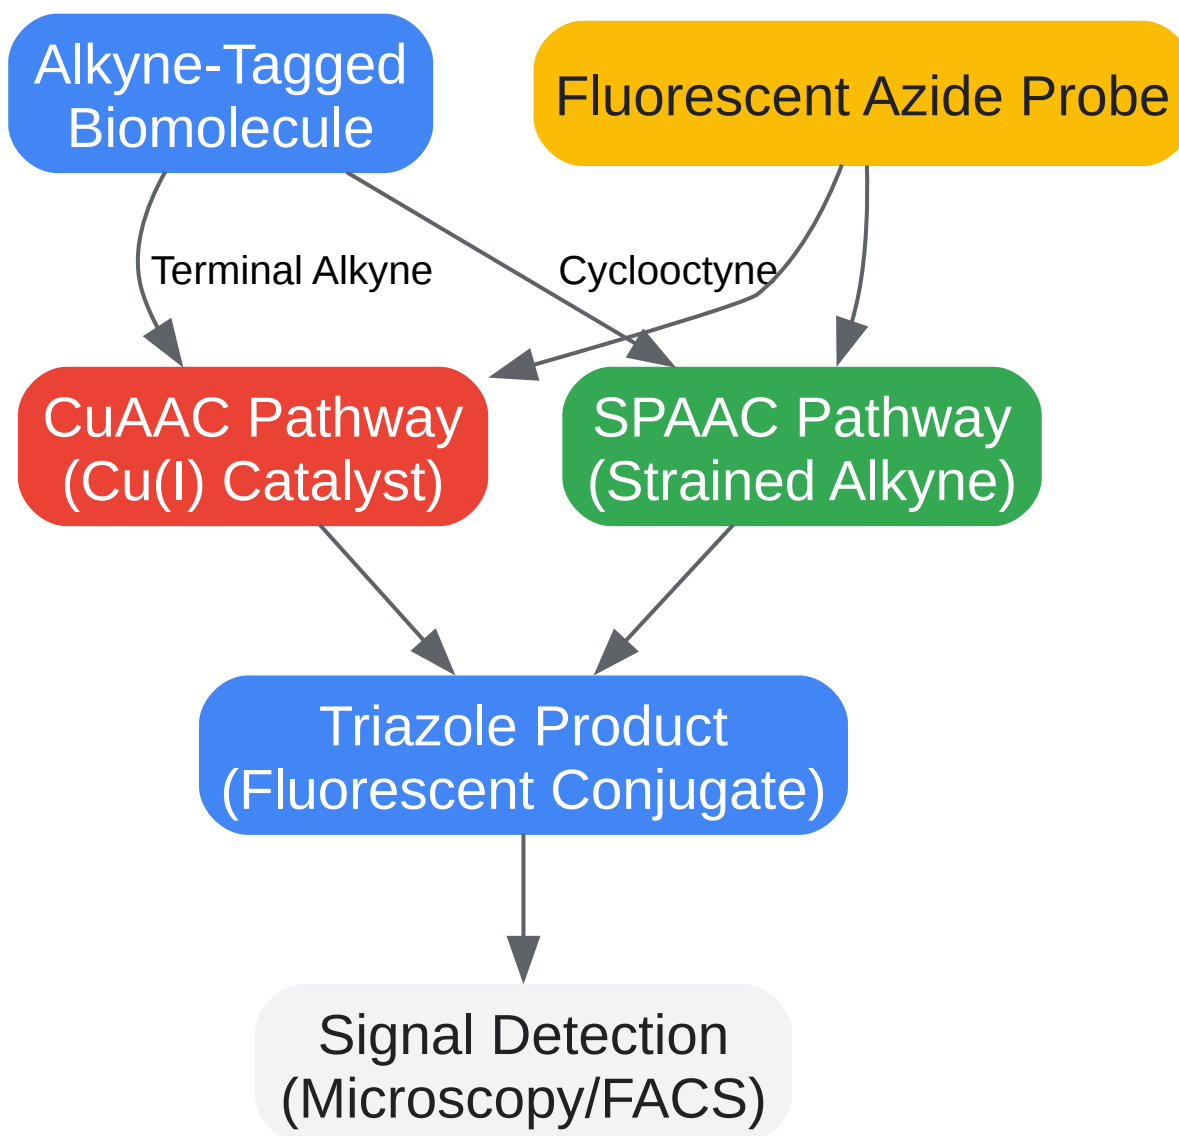 Alkyne-Tagged
Biomolecule
Fluorescent Azide Probe
Terminal Alkyne
Cyclooctyne
CuAAC Pathway
(Cu(I) Catalyst)
SPAAC Pathway
(Strained Alkyne)
Triazole Product
(Fluorescent Conjugate)
Signal Detection
(Microscopy/FACS)